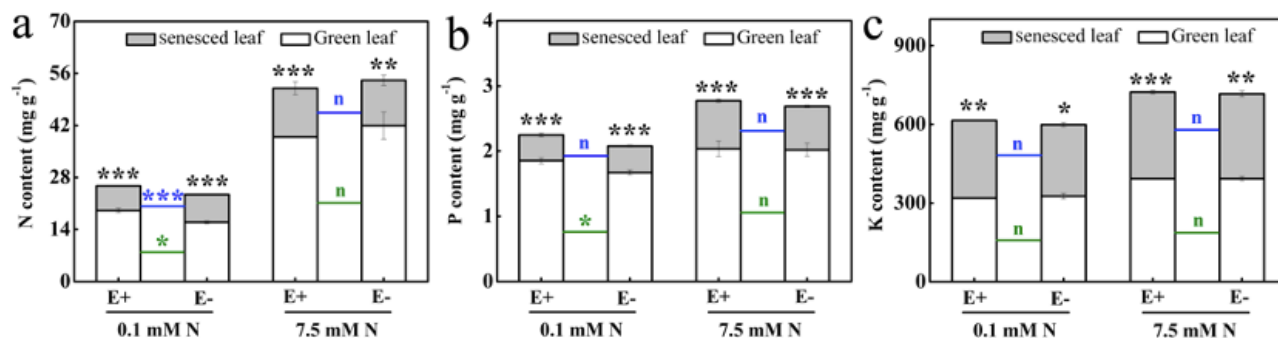 a
N content (mg g-1)
70
56
42
28
14
0
senesced leaf
Green leaf
***
***
***
**
***
*
n
n
E+
E-
E+
E-
0.1 mM N
7.5 mM N
b
P content (mg g-1)
4
3
2
1
0
senesced leaf
Green leaf
***
***
***
***
n
*
n
n
E+
E-
E+
E-
0.1 mM N
7.5 mM N
c
K content (mg g-1)
900
600
300
0
senesced leaf
Green leaf
**
*
***
**
n
n
n
n
E+
E-
E+
E-
0.1 mM N
7.5 mM N